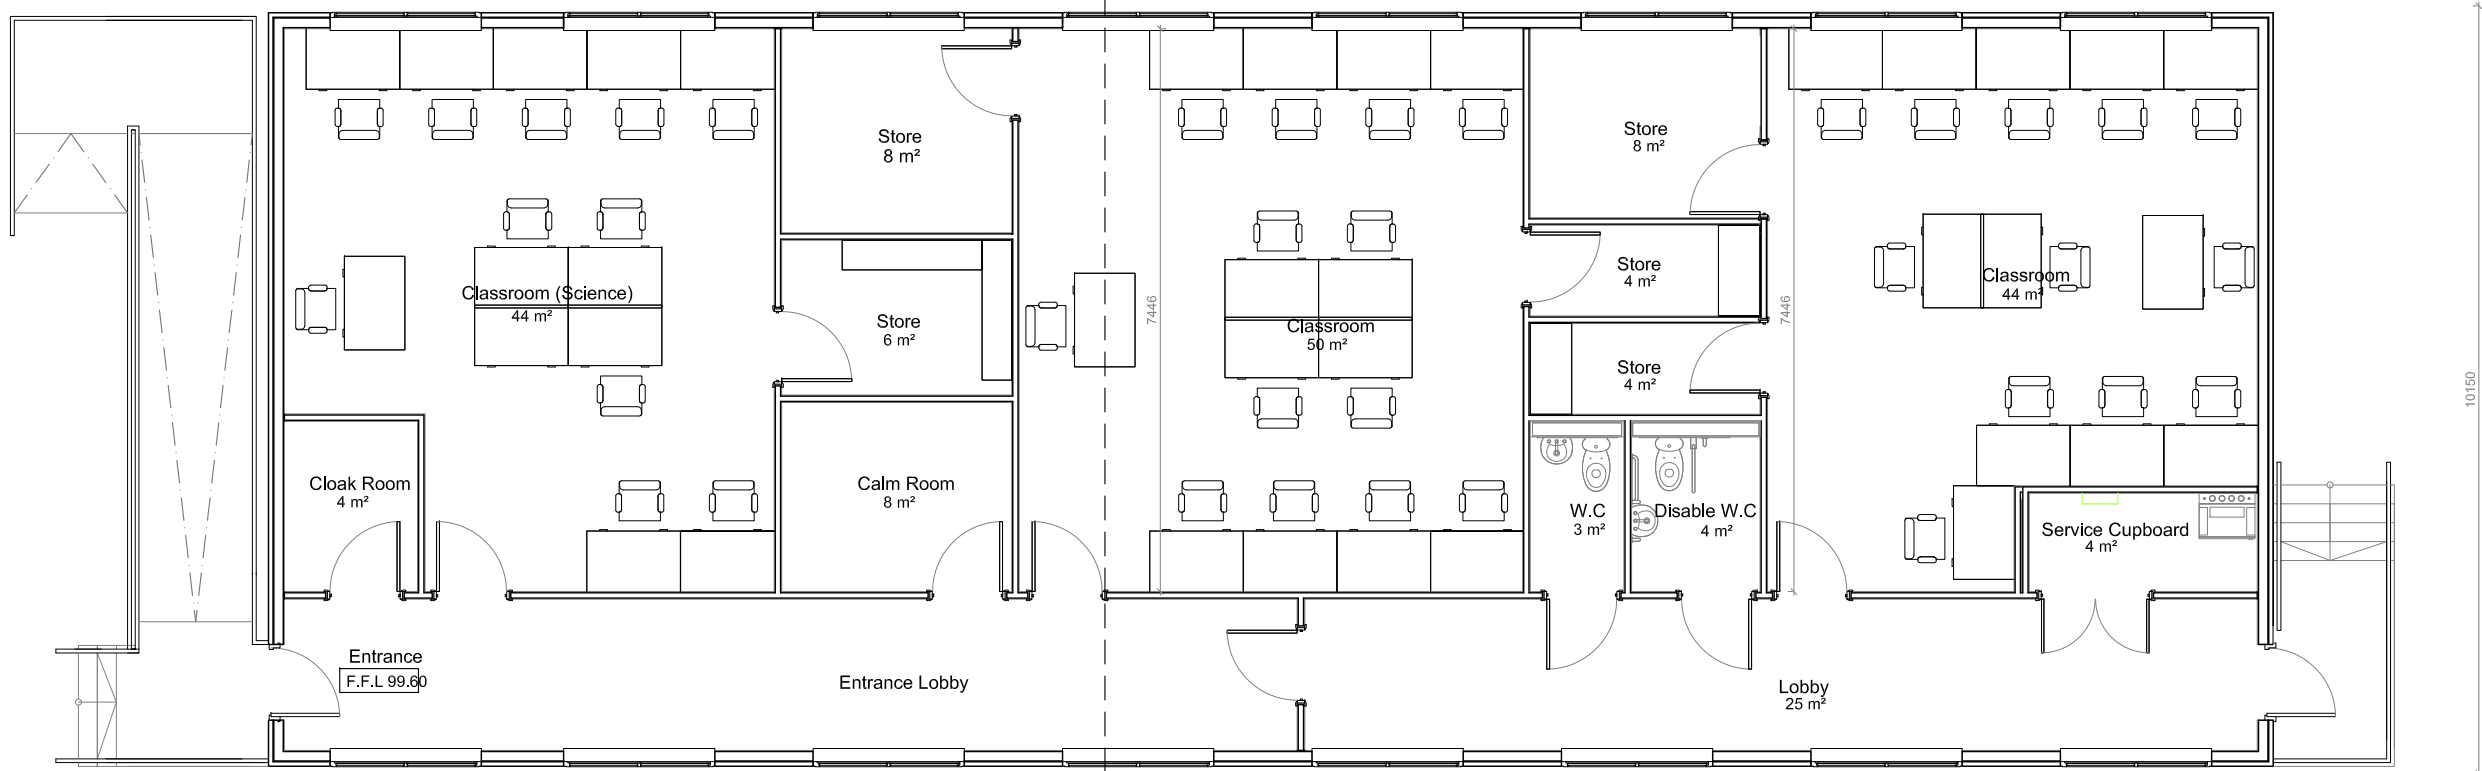 Store
8 m²
Store
8 m²
Classroom (Science)
44 m²
Store
6 m²
7446
Classroom
50 m²
Store
4 m²
Store
4 m²
7446
Classroom
44 m²
10150
Cloak Room
4 m²
Calm Room
8 m²
W.C
3 m²
Disable W.C
4 m²
Service Cupboard
4 m²
Entrance
F.F.L 99.60
Entrance Lobby
Lobby
25 m²